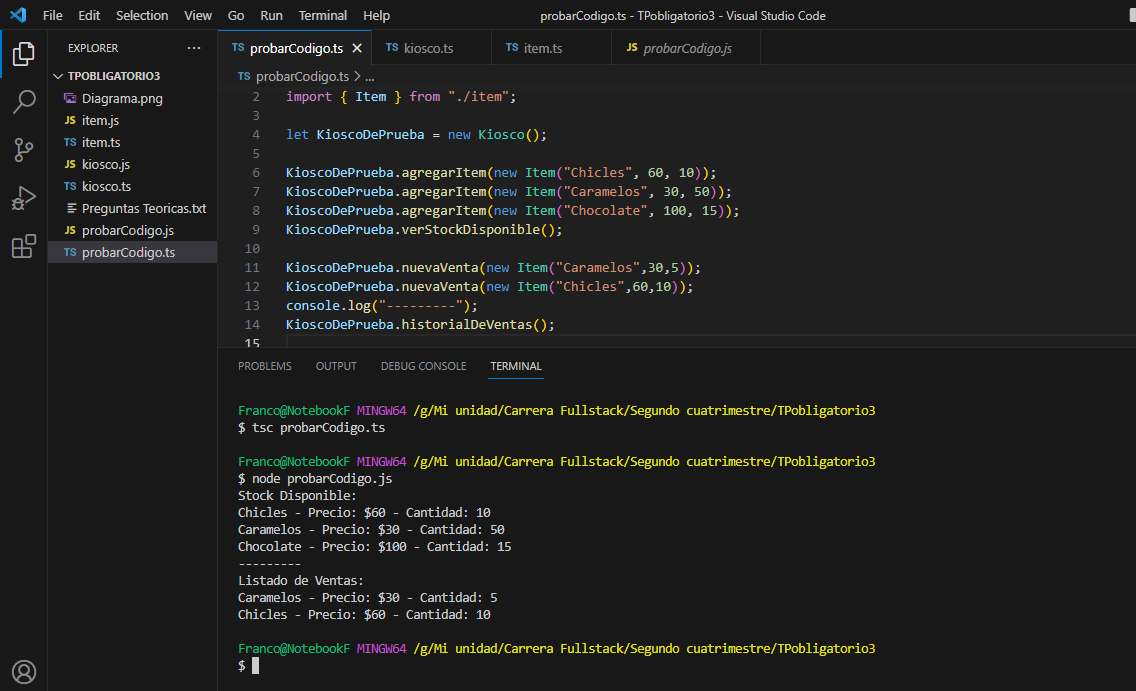 File Edit Selection View Go Run Terminal Help probarCodigo.ts - TPobligatorio3 - Visual Studio Code
EXPLORER ...
TPOBLIGATORIO3
Diagrama.png
JS item.js
TS item.ts
JS kiosco.js
TS kiosco.ts
Preguntas Teoricas.txt
JS probarCodigo.js
TS probarCodigo.ts
TS probarCodigo.ts TS kiosco.ts TS item.ts JS probarCodigo.js
TS probarCodigo.ts > ...
2 import { Item } from "./item";
3
4 let KioscoDePrueba = new Kiosco();
5
6 KioscoDePrueba.agregarItem(new Item("Chicles", 60, 10));
7 KioscoDePrueba.agregarItem(new Item("Caramelos", 30, 50));
8 KioscoDePrueba.agregarItem(new Item("Chocolate", 100, 15));
9 KioscoDePrueba.verStockDisponible();
10
11 KioscoDePrueba.nuevaVenta(new Item("Caramelos",30,5));
12 KioscoDePrueba.nuevaVenta(new Item("Chicles",60,10));
13 console.log("---------");
14 KioscoDePrueba.historialDeVentas();
15
PROBLEMS OUTPUT DEBUG CONSOLE TERMINAL
Franco@NotebookF MINGW64 /g/Mi unidad/Carrera Fullstack/Segundo cuatrimestre/TPobligatorio3
$ tsc probarCodigo.ts
Franco@NotebookF MINGW64 /g/Mi unidad/Carrera Fullstack/Segundo cuatrimestre/TPobligatorio3
$ node probarCodigo.js
Stock Disponible:
Chicles - Precio: $60 - Cantidad: 10
Caramelos - Precio: $30 - Cantidad: 50
Chocolate - Precio: $100 - Cantidad: 15
---------
Listado de Ventas:
Caramelos - Precio: $30 - Cantidad: 5
Chicles - Precio: $60 - Cantidad: 10
Franco@NotebookF MINGW64 /g/Mi unidad/Carrera Fullstack/Segundo cuatrimestre/TPobligatorio3
$